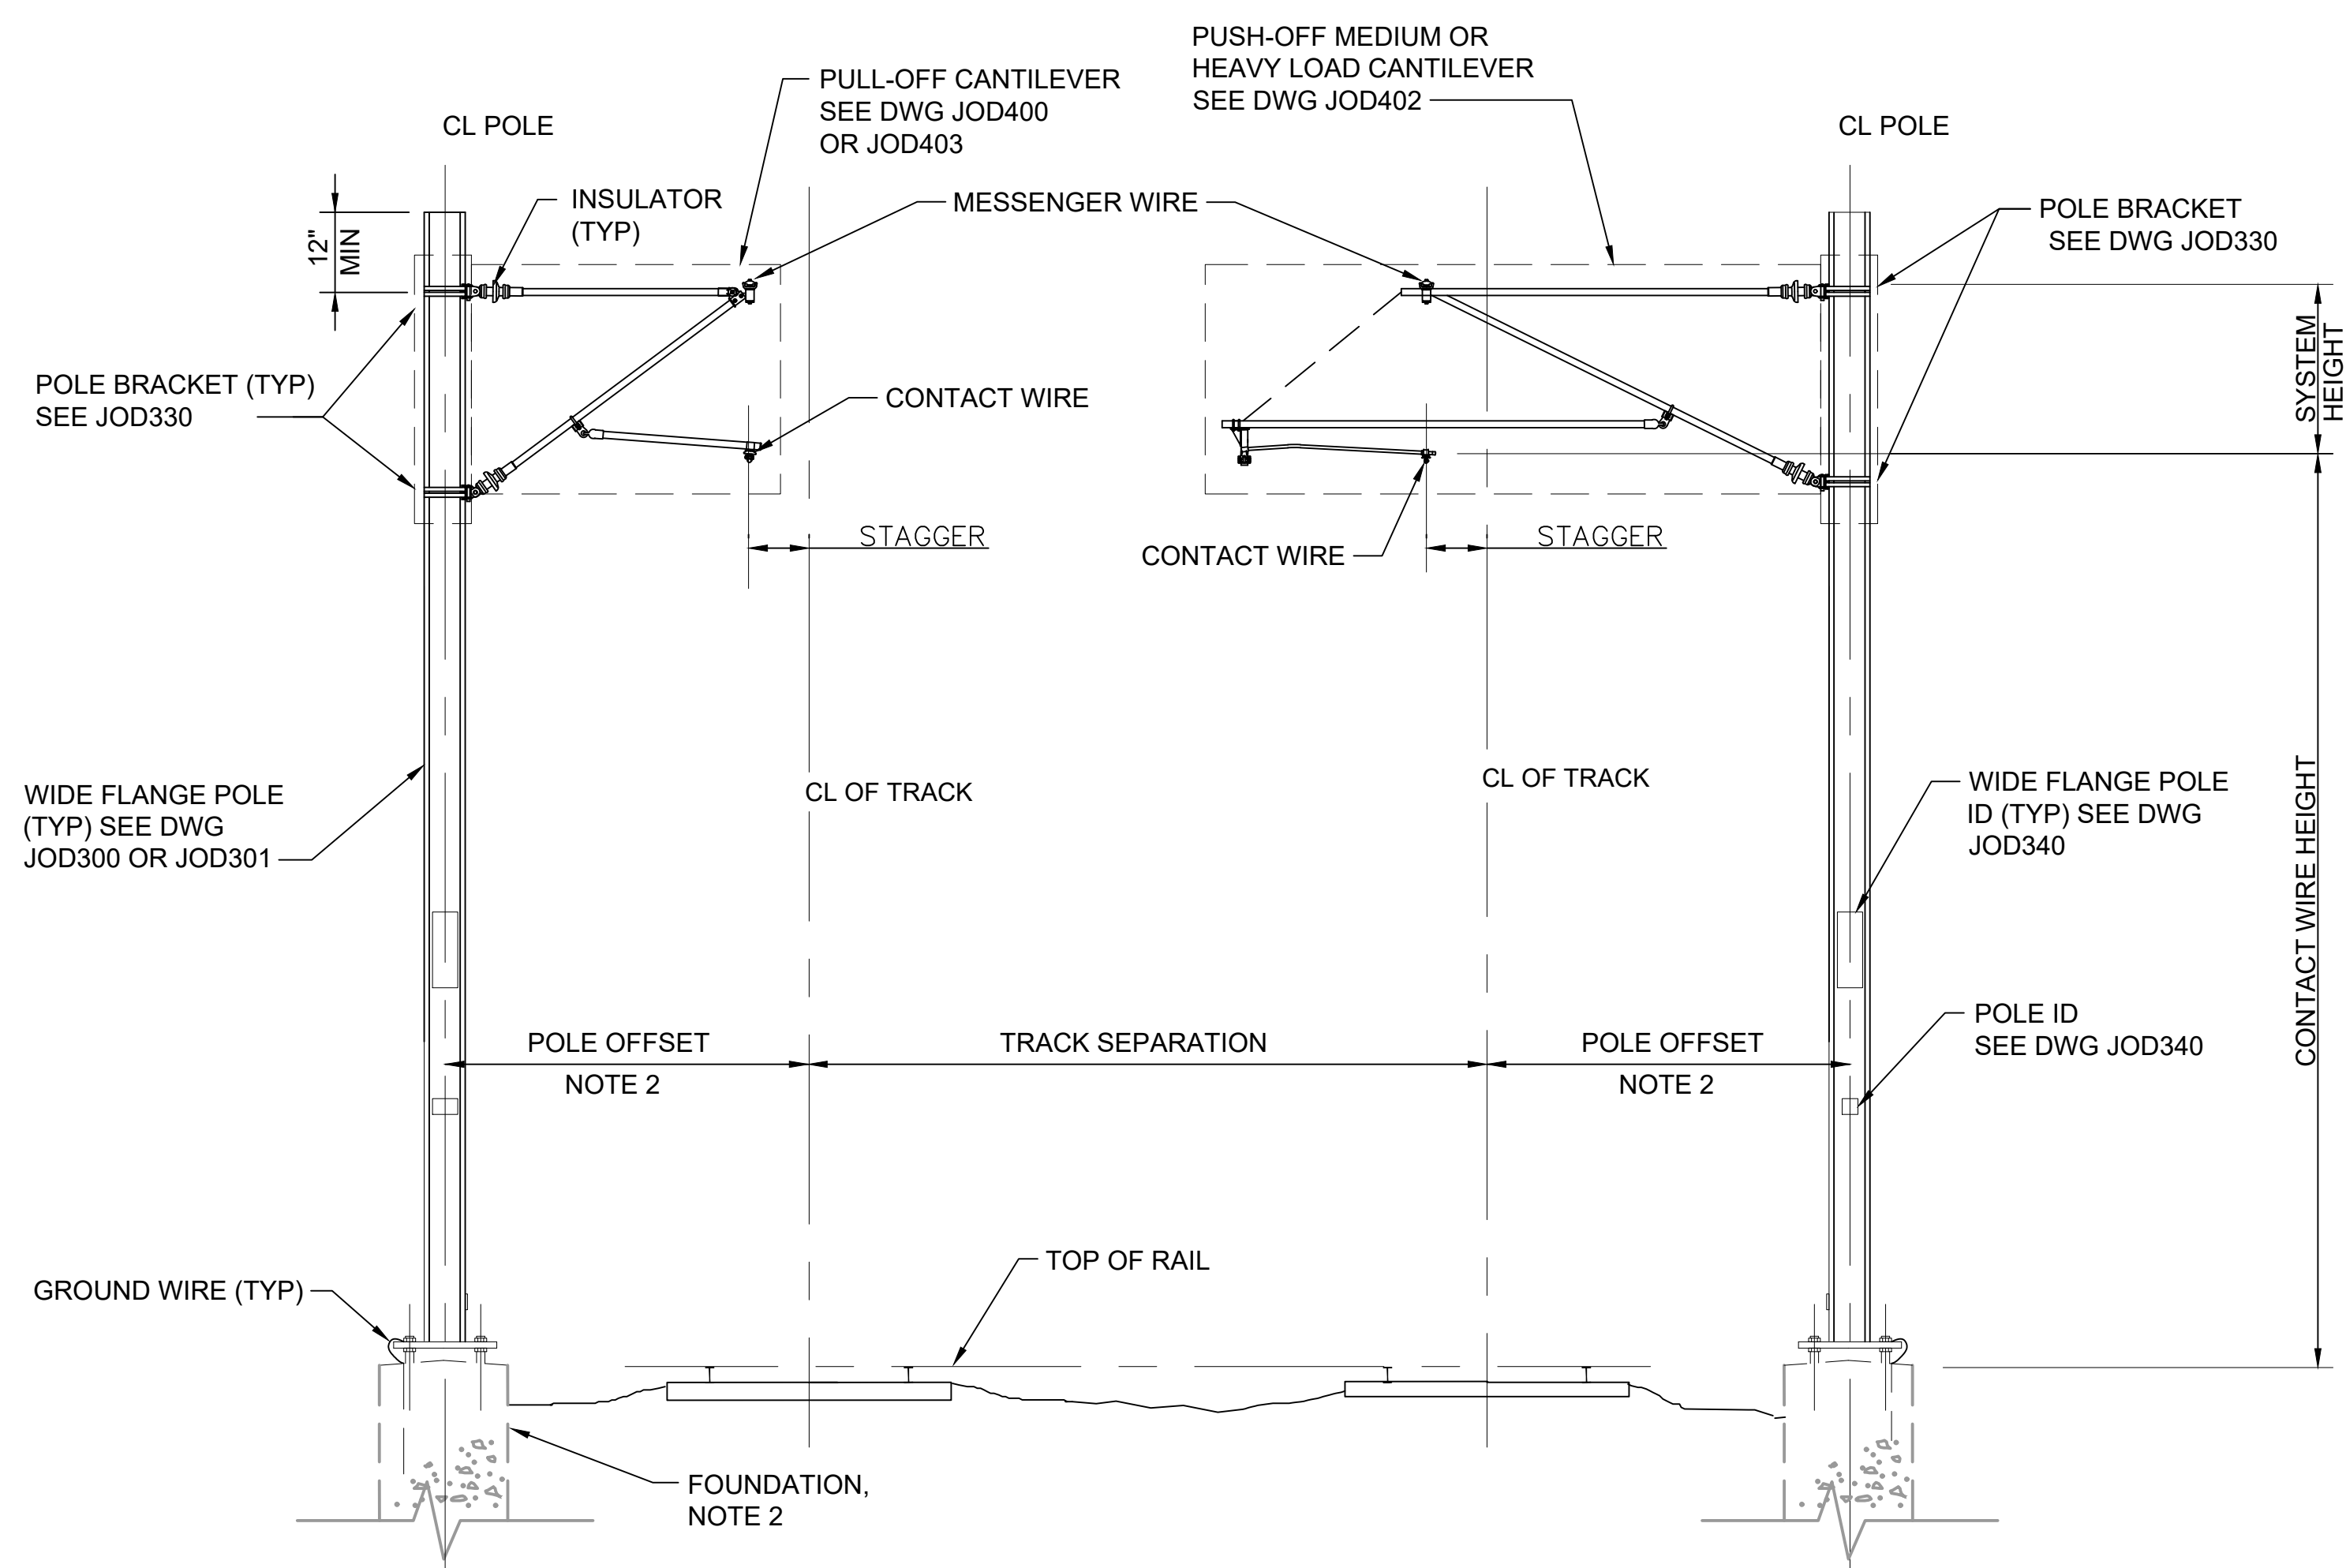 PUSH-OFF MEDIUM OR
HEAVY LOAD CANTILEVER
SEE DWG JOD402
PULL-OFF CANTILEVER
SEE DWG JOD400
OR JOD403
CL POLE
CL POLE
INSULATOR
(TYP)
MESSENGER WIRE
POLE BRACKET
SEE DWG JOD330
12"
MIN
SYSTEM
HEIGHT
POLE BRACKET (TYP)
SEE JOD330
CONTACT WIRE
STAGGER
STAGGER
CONTACT WIRE
WIDE FLANGE POLE
(TYP) SEE DWG
JOD300 OR JOD301
CL OF TRACK
CL OF TRACK
WIDE FLANGE POLE
ID (TYP) SEE DWG
JOD340
CONTACT WIRE HEIGHT
POLE ID
SEE DWG JOD340
POLE OFFSET
NOTE 2
TRACK SEPARATION
POLE OFFSET
NOTE 2
TOP OF RAIL
GROUND WIRE (TYP)
FOUNDATION,
NOTE 2